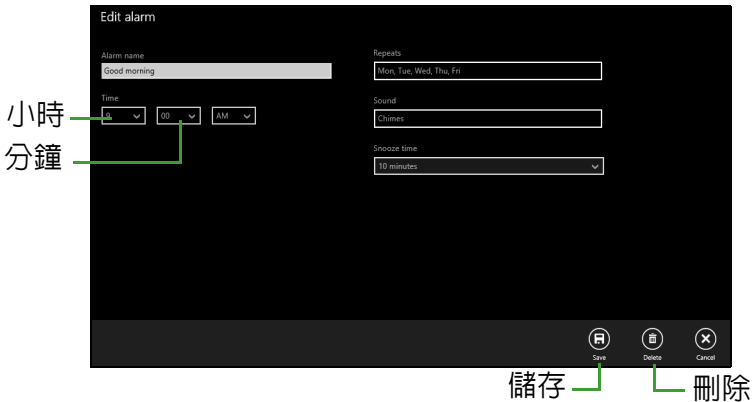 Edit alarm
Alarm name
Good morning
Time
9
00
AM
Repeats
Mon, Tue, Wed, Thu, Fri
Sound
Chimes
Snooze time
10 minutes
小時
分鐘
Save
Delete
Cancel
儲存
刪除